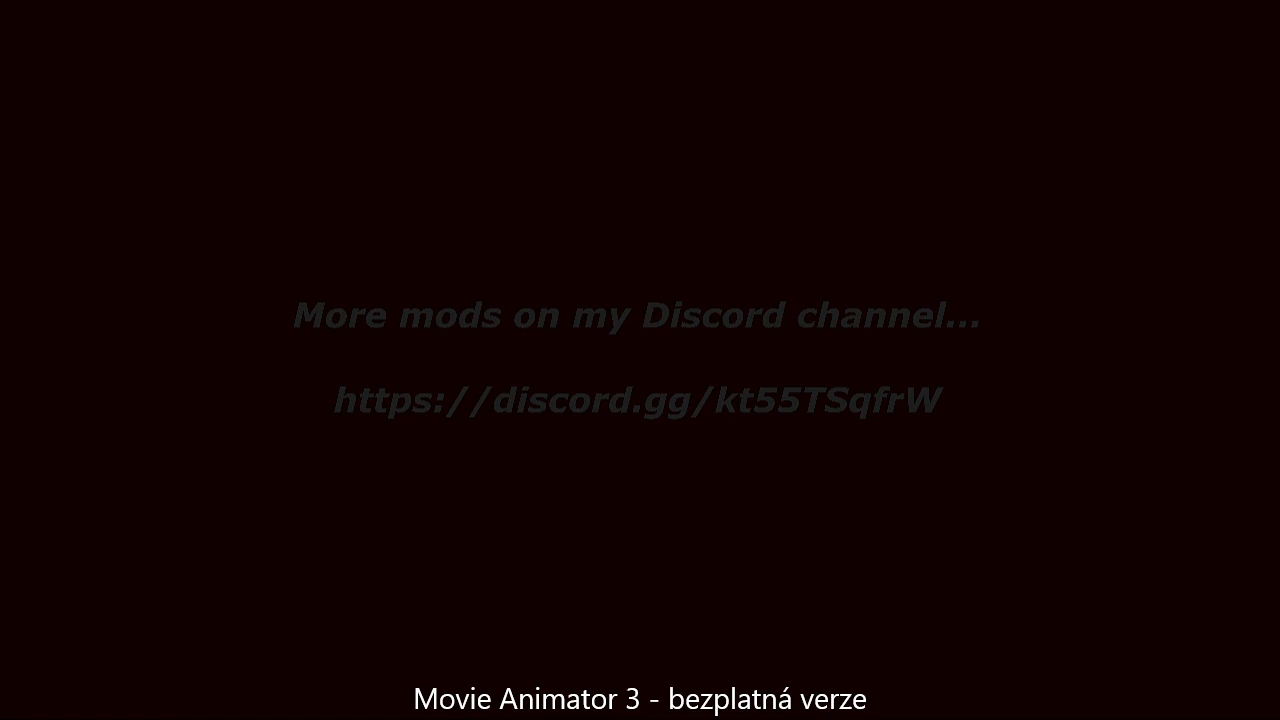 More mods on my Discord channel...
https://discord.gg/kt55TSqfrW
Movie Animator 3 - bezplatná verze